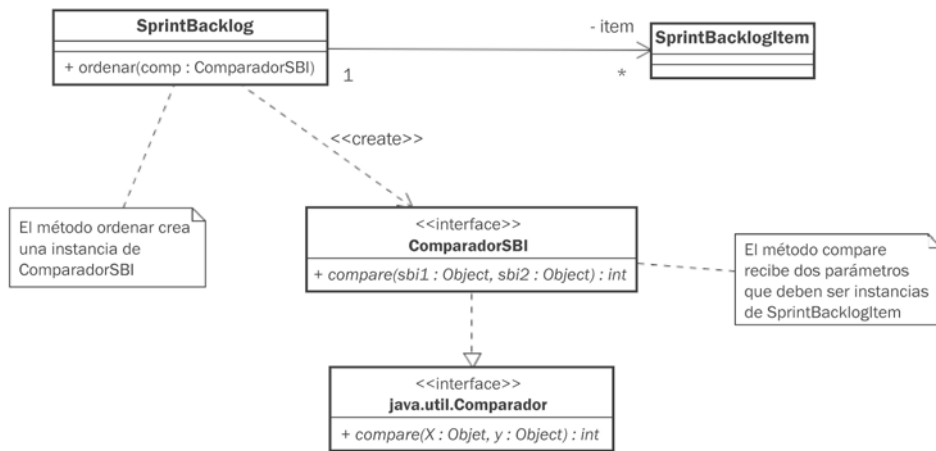 SprintBacklog
+ ordenar(comp : ComparadorSBI)
- item
1
*
SprintBacklogItem
<<create>>
El método ordenar crea
una instancia de
ComparadorSBI
<<interface>>
ComparadorSBI
+ compare(sbi1 : Object, sbi2 : Object) : int
El método compare
recibe dos parámetros
que deben ser instancias
de SprintBacklogItem
<<interface>>
java.util.Comparador
+ compare(X : Objet, y : Object) : int